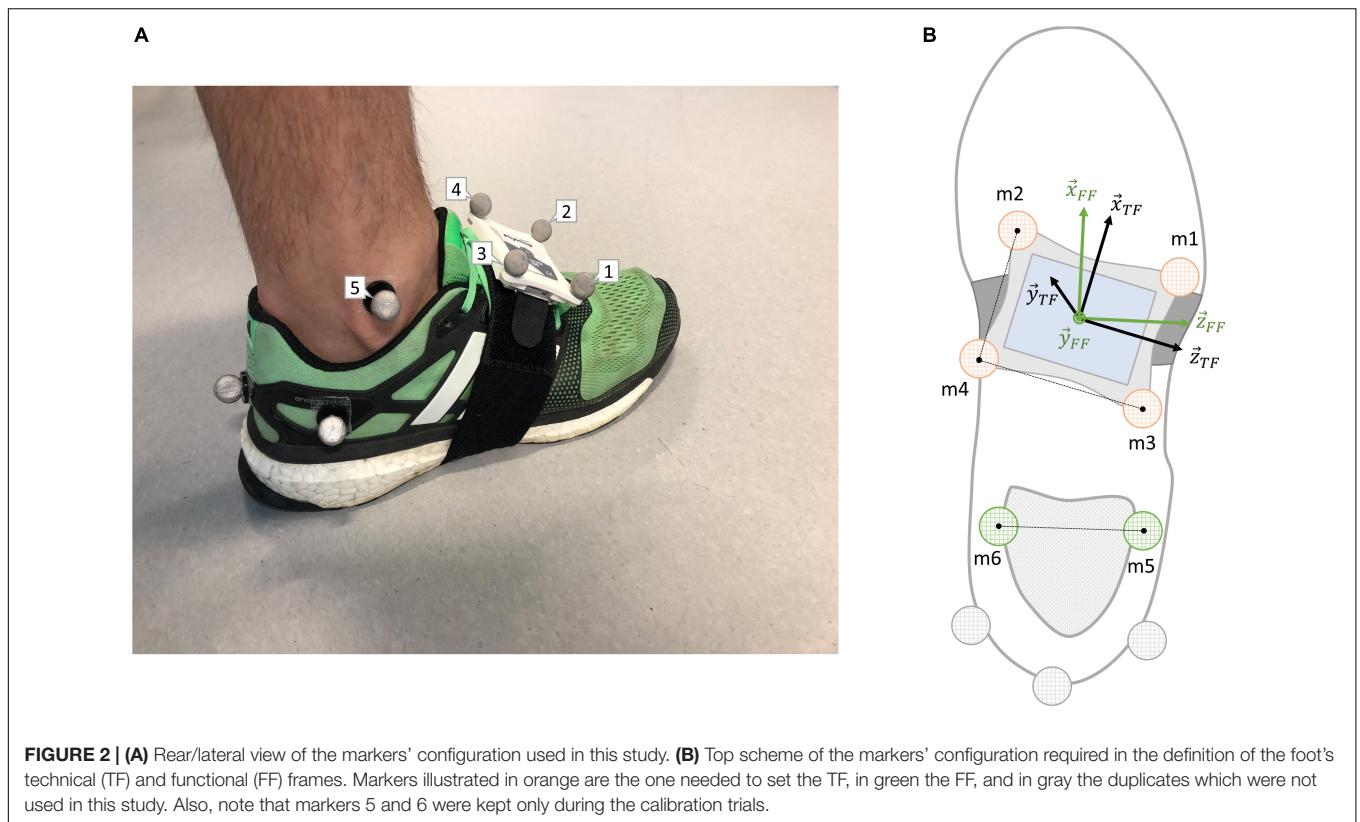 A
B
4
2
3
1
5
m2
m1
m4
m3
m6
m5
x⃗FF
x⃗TF
y⃗TF
y⃗FF
z⃗FF
z⃗TF
FIGURE 2 | (A) Rear/lateral view of the markers’ configuration used in this study. (B) Top scheme of the markers’ configuration required in the definition of the foot’s
technical (TF) and functional (FF) frames. Markers illustrated in orange are the one needed to set the TF, in green the FF, and in gray the duplicates which were not
used in this study. Also, note that markers 5 and 6 were kept only during the calibration trials.